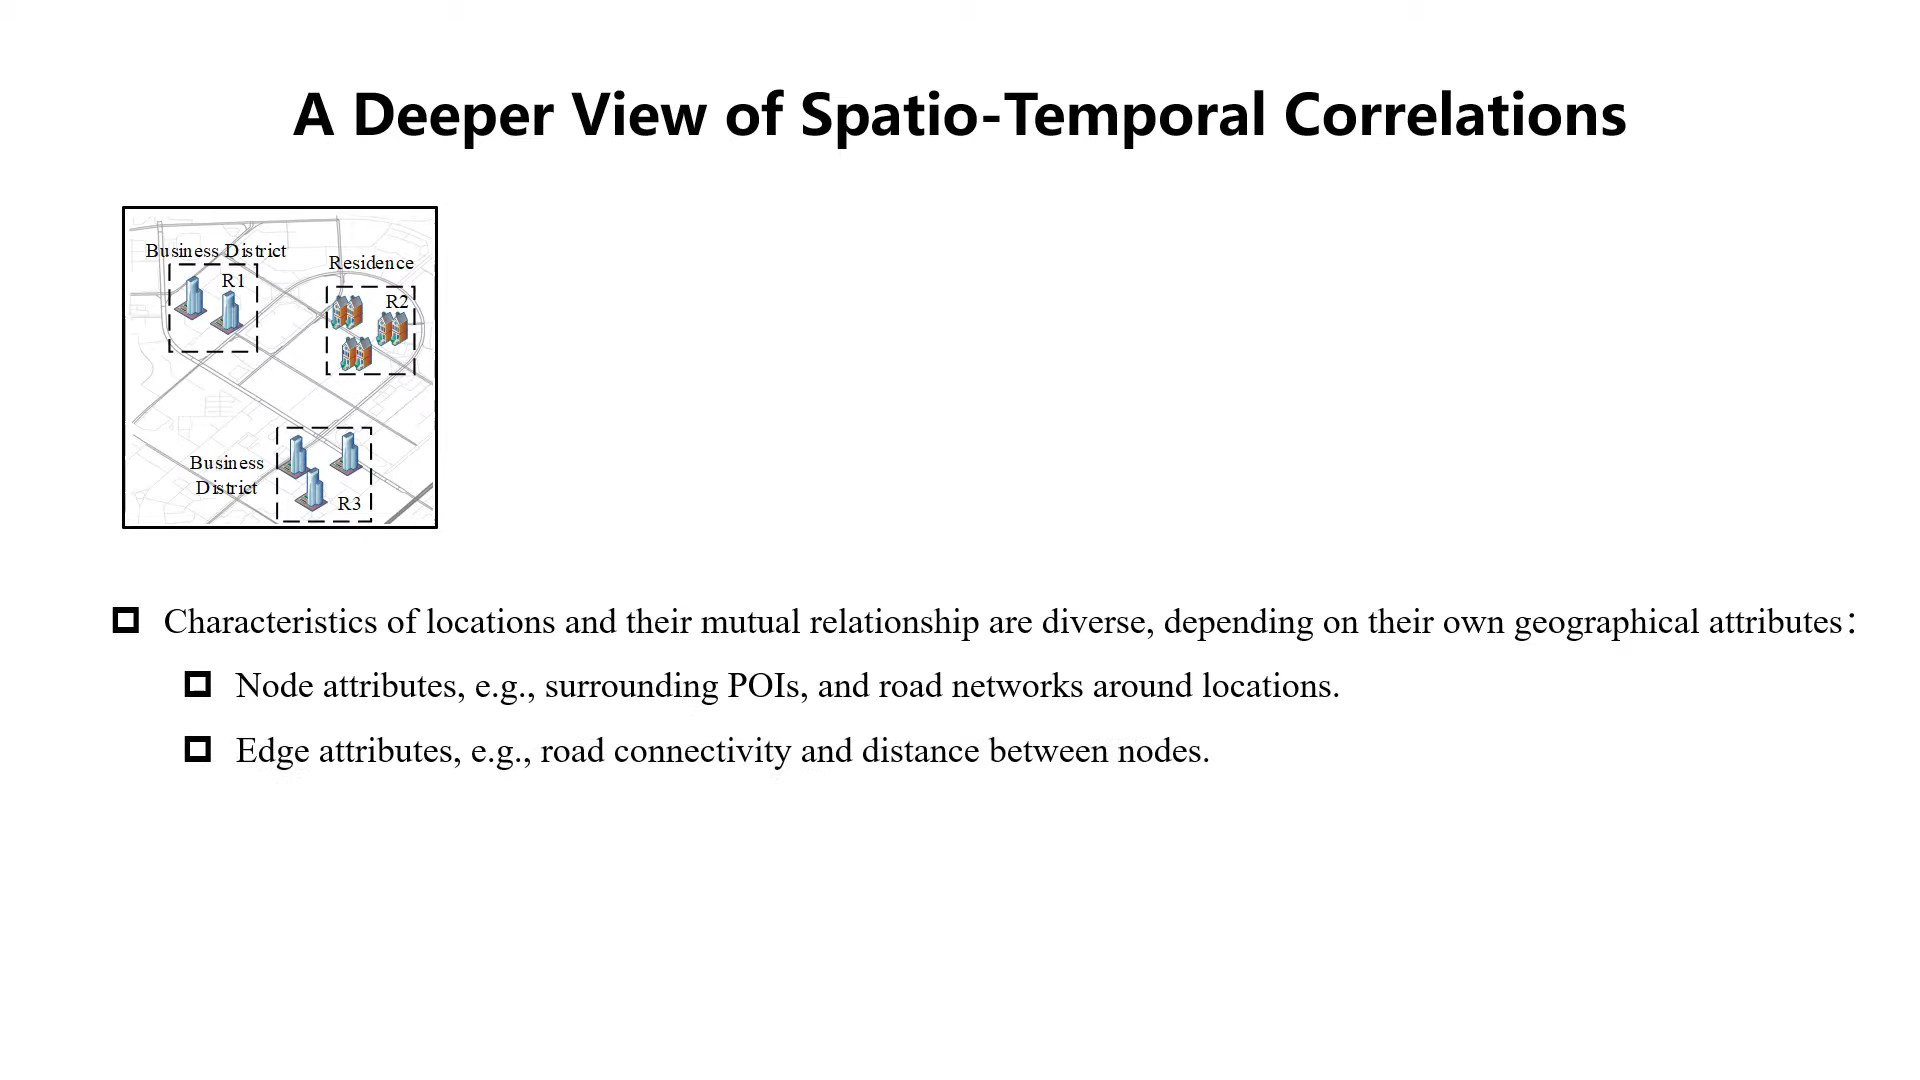 A Deeper View of Spatio-Temporal Correlations
Business District
R1
Residence
R2
Business
District
R3
Characteristics of locations and their mutual relationship are diverse, depending on their own geographical attributes：
Node attributes, e.g., surrounding POIs, and road networks around locations.
Edge attributes, e.g., road connectivity and distance between nodes.